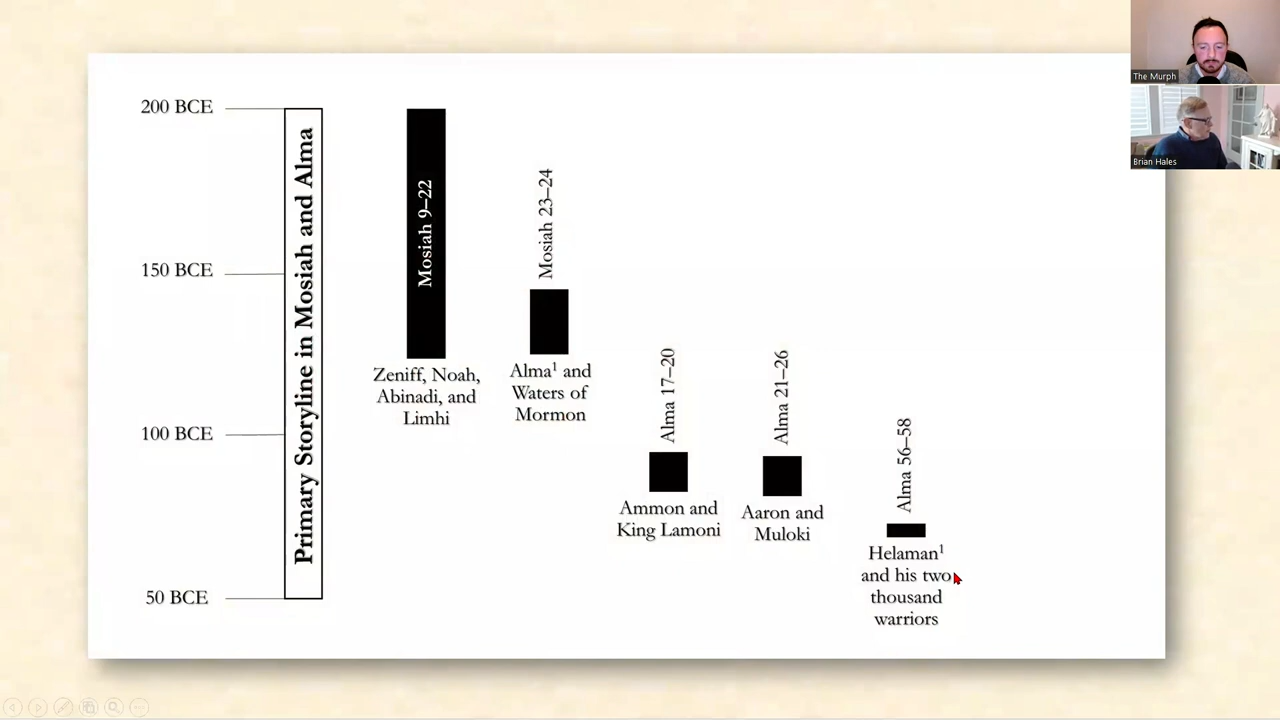 The Murph
Brian Hales
200 BCE
150 BCE
100 BCE
50 BCE
Primary Storyline in Mosiah and Alma
Mosiah 9–22
Zeniff, Noah,
Abinadi, and
Limhi
Mosiah 23–24
Alma¹ and
Waters of
Mormon
Alma 17–20
Ammon and
King Lamoni
Alma 21–26
Aaron and
Muloki
Alma 56–58
Helaman¹
and his two
thousand
warriors